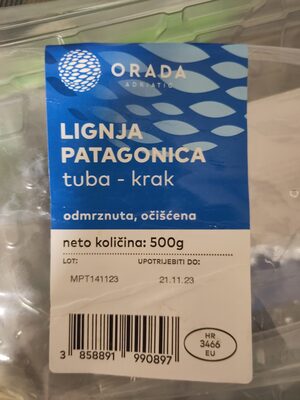 ORADA
ADRIATIC
LIGNJA
PATAGONICA
tuba - krak
odmrznuta, očišćena
neto količina: 500g
LOT: UPOTRIJEBITI DO:
MPT141123 21.11.23
HR
3466
EU
3 858891 990897